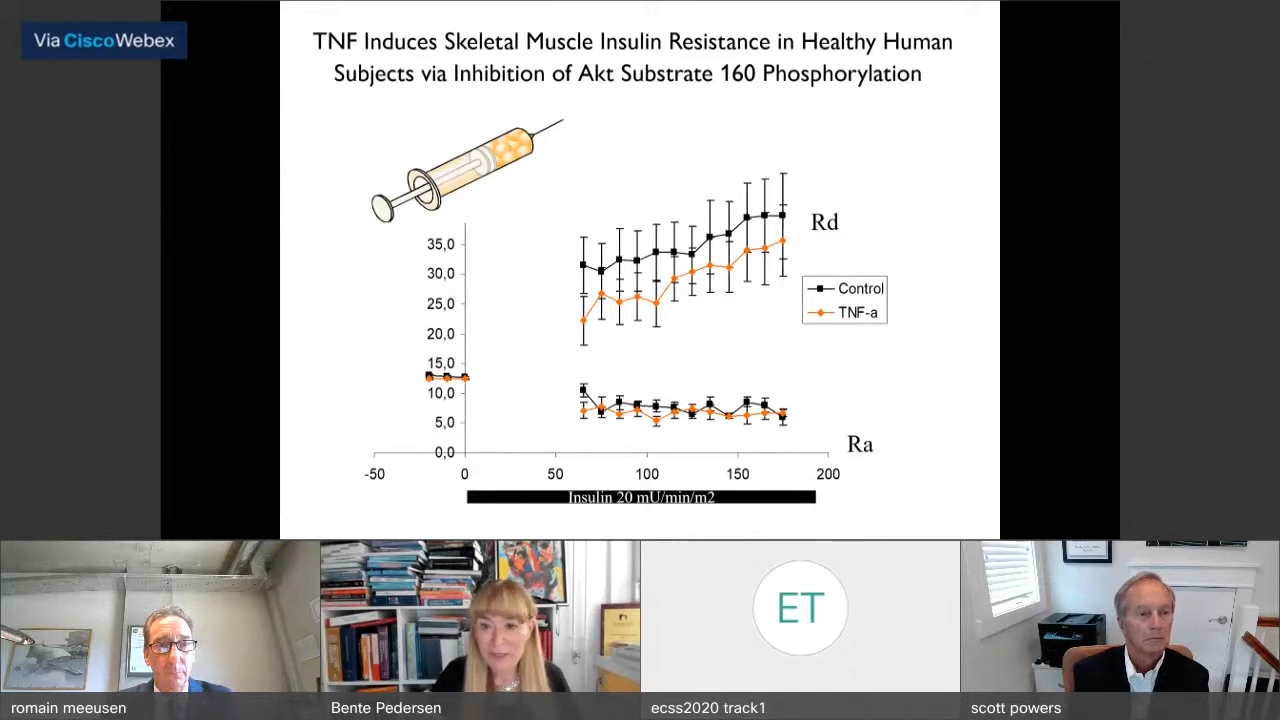 Via Cisco Webex
TNF Induces Skeletal Muscle Insulin Resistance in Healthy Human
Subjects via Inhibition of Akt Substrate 160 Phosphorylation
Rd
35,0
30,0
25,0
20,0
15,0
10,0
5,0
0,0
Control
TNF-a
Ra
-50
0
50
100
150
200
Insulin 20 mU/min/m2
ET
romain meeusen
Bente Pedersen
ecss2020 track1
scott powers